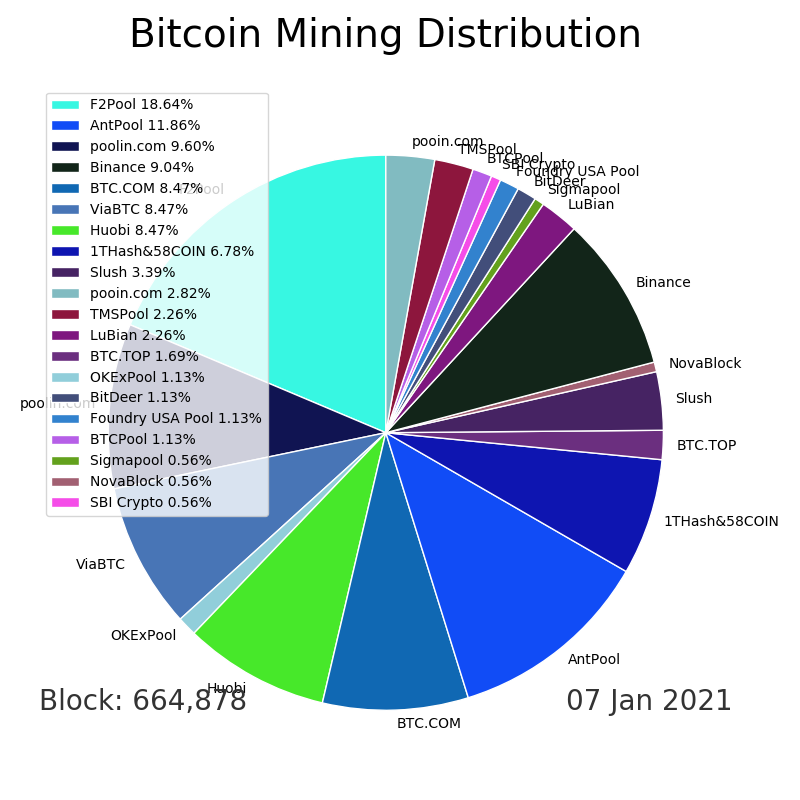 Bitcoin Mining Distribution
F2Pool 18.64%
AntPool 11.86%
poolin.com 9.60%
Binance 9.04%
BTC.COM 8.47%
ViaBTC 8.47%
Huobi 8.47%
1THash&58COIN 6.78%
Slush 3.39%
pooin.com 2.82%
TMSPool 2.26%
LuBian 2.26%
BTC.TOP 1.69%
OKExPool 1.13%
BitDeer 1.13%
Foundry USA Pool 1.13%
BTCPool 1.13%
Sigmapool 0.56%
NovaBlock 0.56%
SBI Crypto 0.56%
pooin.com
TMSPool
BTCPool
SBI Crypto
Foundry USA Pool
BitDeer
Sigmapool
LuBian
Binance
NovaBlock
Slush
BTC.TOP
1THash&58COIN
AntPool
BTC.COM
Huobi
OKExPool
ViaBTC
poolin.com
F2Pool
Block: 664,878
07 Jan 2021